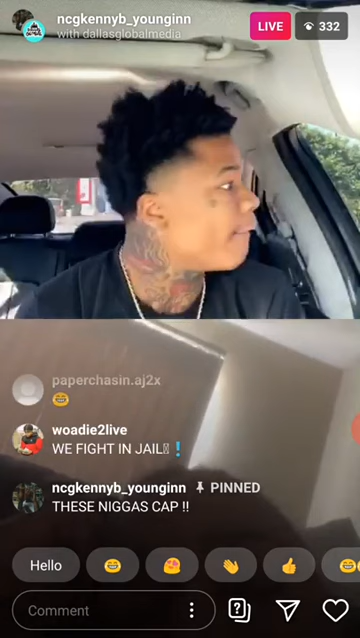 ncgkennyb_younginn
LIVE
332
with dallasglobalmedia
paperchasin.aj2x
😂
woadie2live
WE FIGHT IN JAIL▯❗
ncgkennyb_younginn PINNED
THESE NIGGAS CAP !!
Hello 😂 😍 👏 👍 😂
Comment